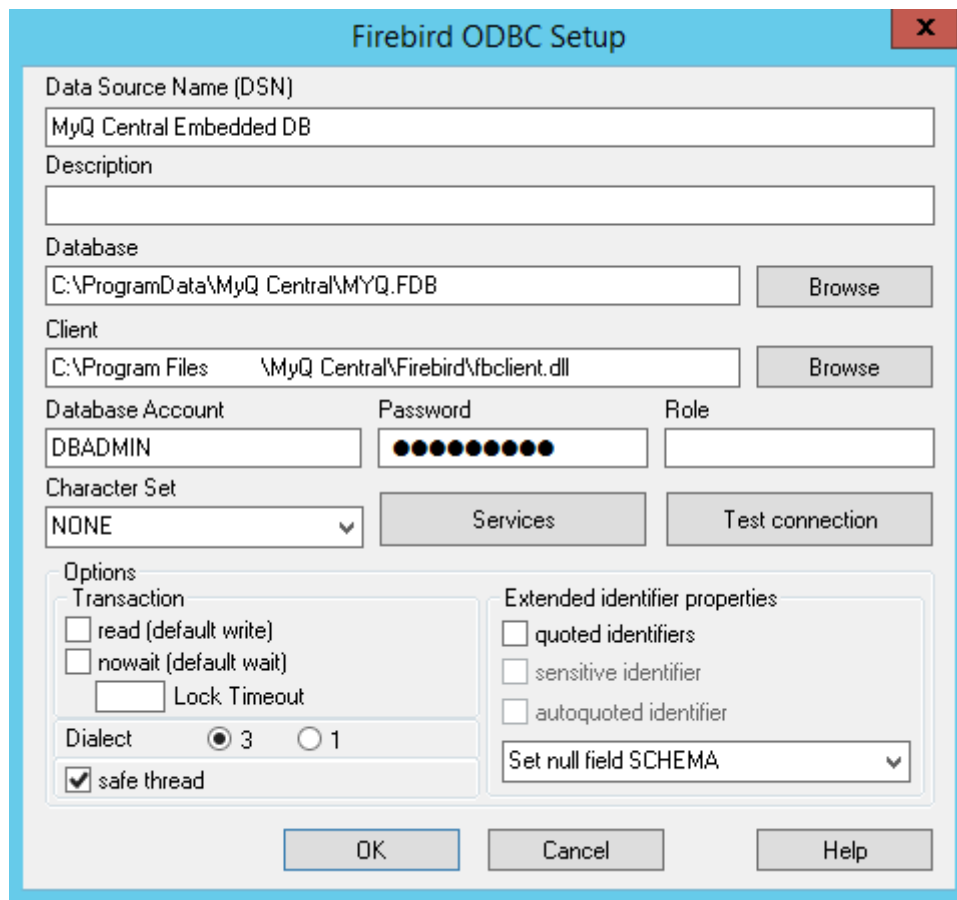 Firebird ODBC Setup
x
Data Source Name (DSN)
MyQ Central Embedded DB
Description
Database
C:\ProgramData\MyQ Central\MYQ.FDB
Browse
Client
C:\Program Files \MyQ Central\Firebird\fbclient.dll
Browse
Database Account Password Role
DBADMIN ●●●●●●●●●
Character Set
NONE
Services
Test connection
Options
Transaction
read (default write)
nowait (default wait)
Lock Timeout
Dialect 3 1
safe thread
Extended identifier properties
quoted identifiers
sensitive identifier
autoquoted identifier
Set null field SCHEMA
OK Cancel Help